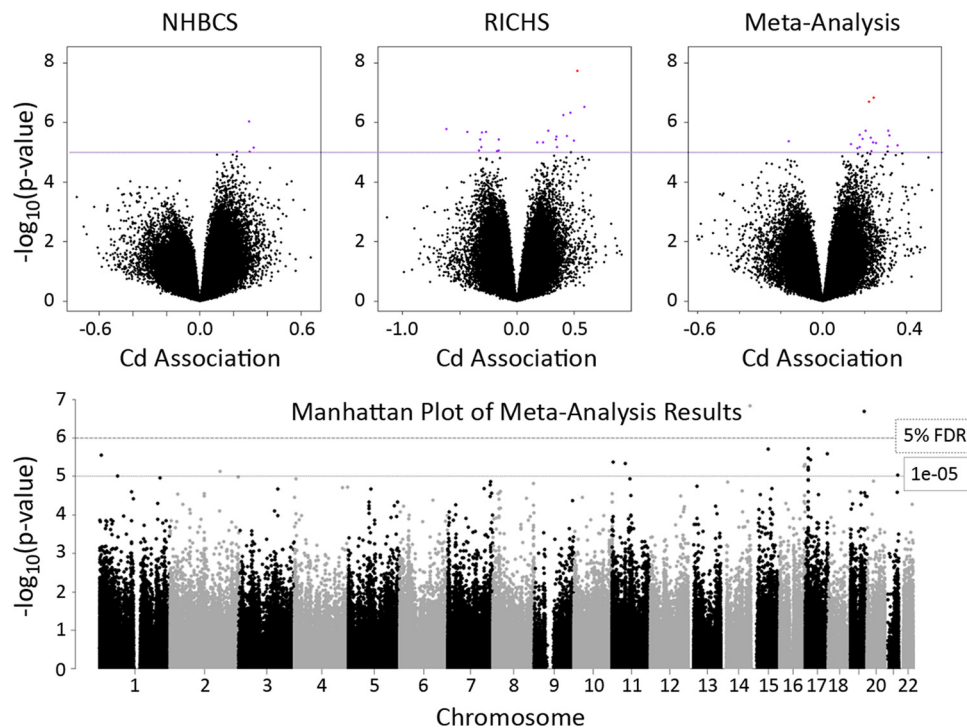 NHBCS RICHS Meta-Analysis
8 8 8
6 6 6
4 4 4
2 2 2
0 0 0
-log10(p-value)
-0.6 0.0 0.6 -1.0 0.0 0.5 -0.6 0.0 0.4
Cd Association Cd Association Cd Association
Manhattan Plot of Meta-Analysis Results
7
6
5
4
3
2
1
0
-log10(p-value)
5% FDR
1e-05
1 2 3 4 5 6 7 8 9 10 11 12 13 14 15 16 17 18 20 22
Chromosome